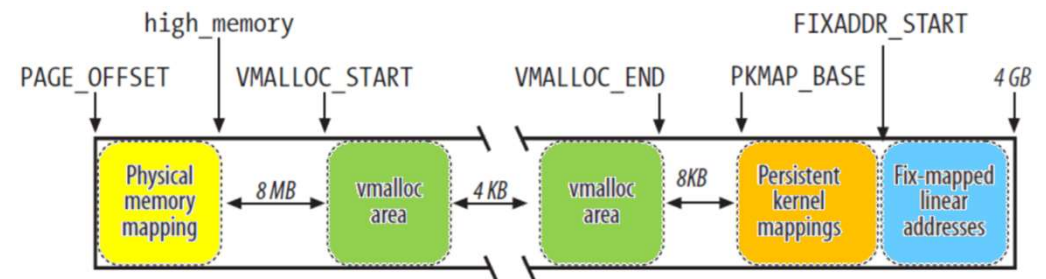 high_memory
FIXADDR_START
PAGE_OFFSET VMALLOC_START VMALLOC_END PKMAP_BASE 4 GB
Physical
memory
mapping
8 MB
vmalloc
area
4 KB
vmalloc
area
8KB
Persistent
kernel
mappings
Fix-mapped
linear
addresses